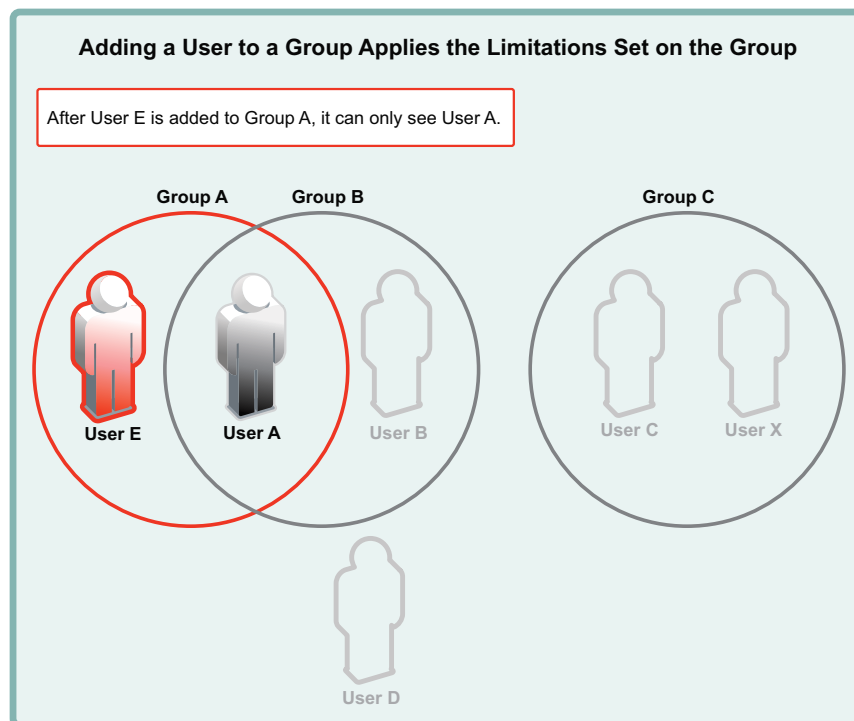 Adding a User to a Group Applies the Limitations Set on the Group
After User E is added to Group A, it can only see User A.
Group A
Group B
Group C
User E
User A
User B
User C
User X
User D